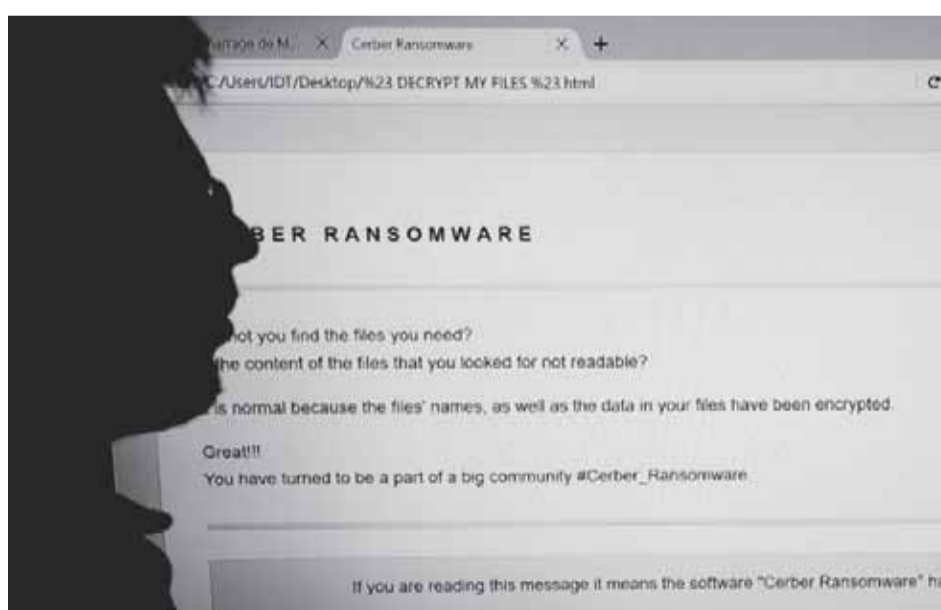 de M... × Cerber Ransomware × +
C:/Users/IDT/Desktop/%23 DECRYPT MY FILES %23.html
BER RANSOMWARE
not you find the files you need?
the content of the files that you looked for not readable?
is normal because the files' names, as well as the data in your files have been encrypted.
Great!!!
You have turned to be a part of a big community #Cerber_Ransomware.
If you are reading this message it means the software "Cerber Ransomware" ha